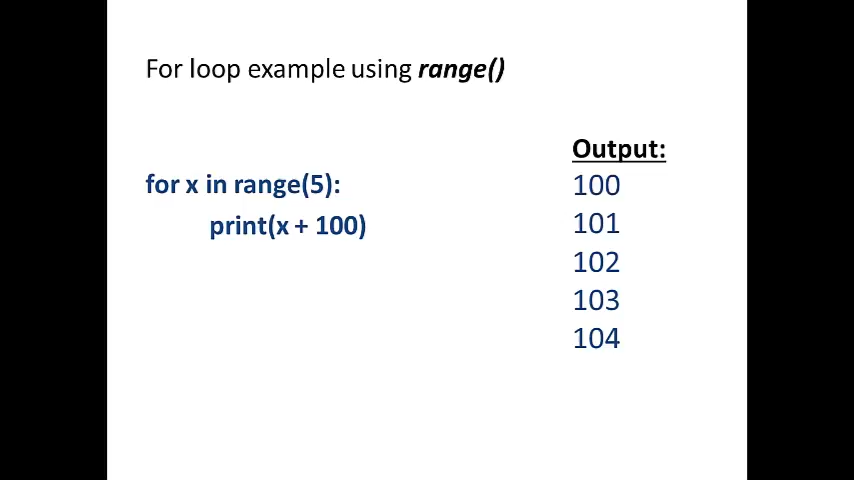 For loop example using range()
for x in range(5):
print(x + 100)
Output:
100
101
102
103
104